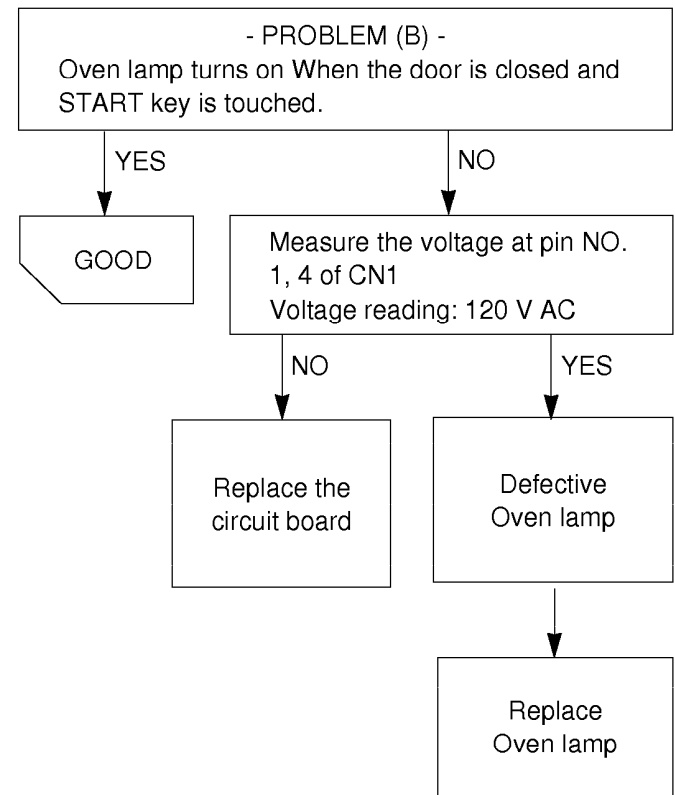 - PROBLEM (B) -
Oven lamp turns on When the door is closed and
START key is touched.
YES
NO
GOOD
Measure the voltage at pin NO.
1, 4 of CN1
Voltage reading: 120 V AC
NO
YES
Replace the
circuit board
Defective
Oven lamp
Replace
Oven lamp